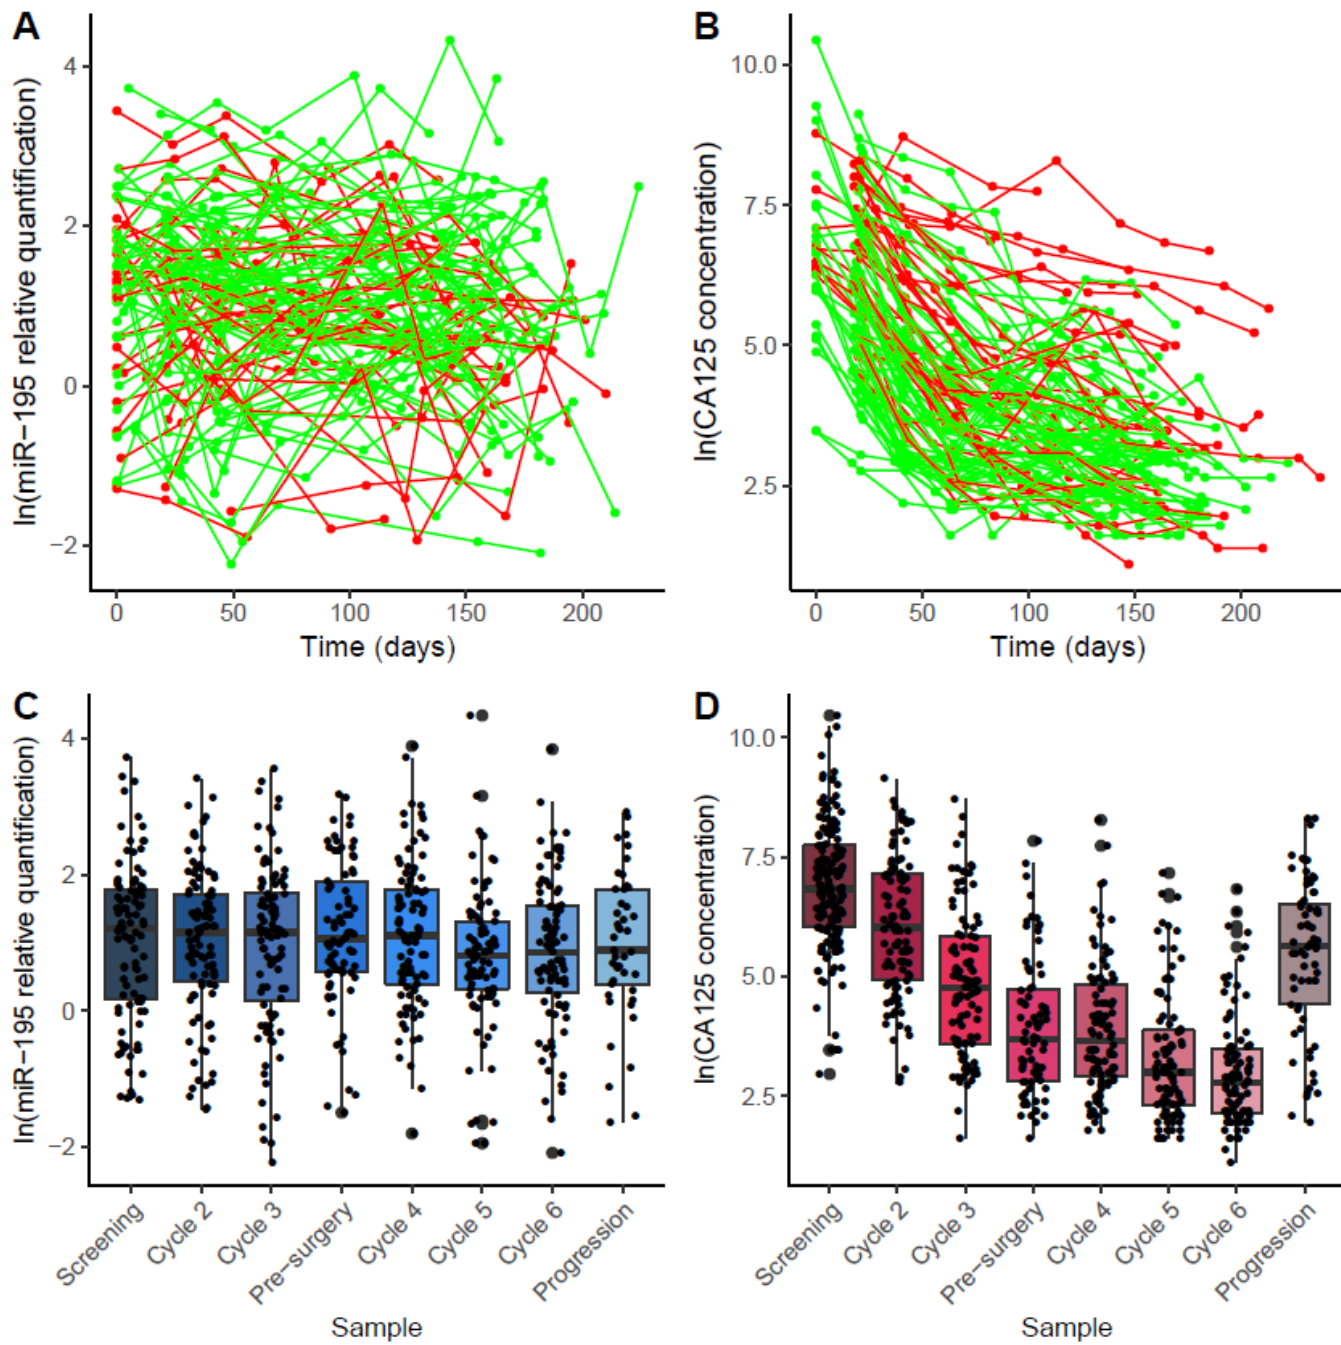 A
ln(miR−195 relative quantification)
4
2
0
−2
0 50 100 150 200
Time (days)
B
ln(CA125 concentration)
10.0
7.5
5.0
2.5
0 50 100 150 200
Time (days)
C
ln(miR−195 relative quantification)
4
2
0
−2
Screening
Cycle 2
Cycle 3
Pre−surgery
Cycle 4
Cycle 5
Cycle 6
Progression
Sample
D
ln(CA125 concentration)
10.0
7.5
5.0
2.5
Screening
Cycle 2
Cycle 3
Pre−surgery
Cycle 4
Cycle 5
Cycle 6
Progression
Sample